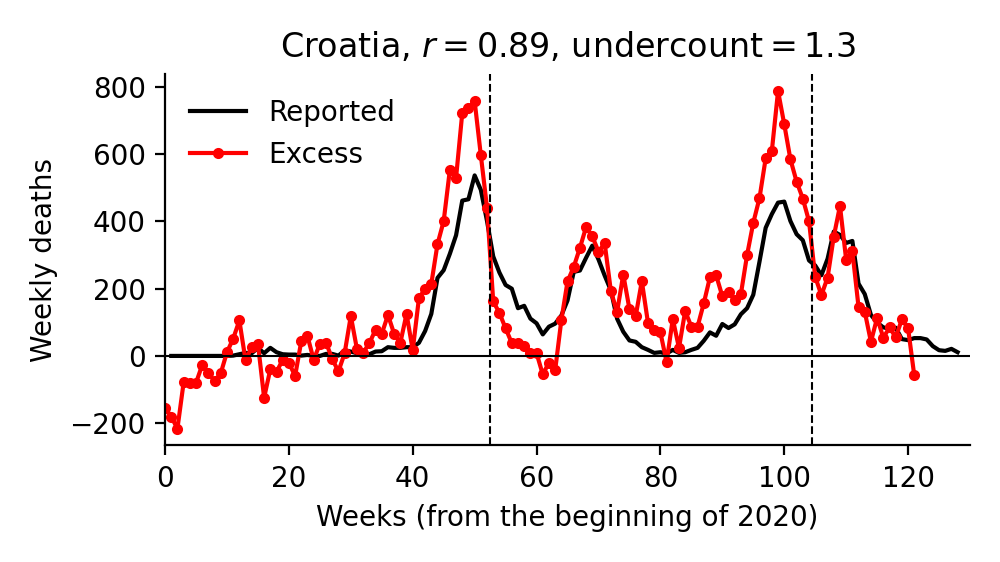 Croatia, r = 0.89, undercount = 1.3
Reported
Excess
Weekly deaths
800
600
400
200
0
−200
0 20 40 60 80 100 120
Weeks (from the beginning of 2020)